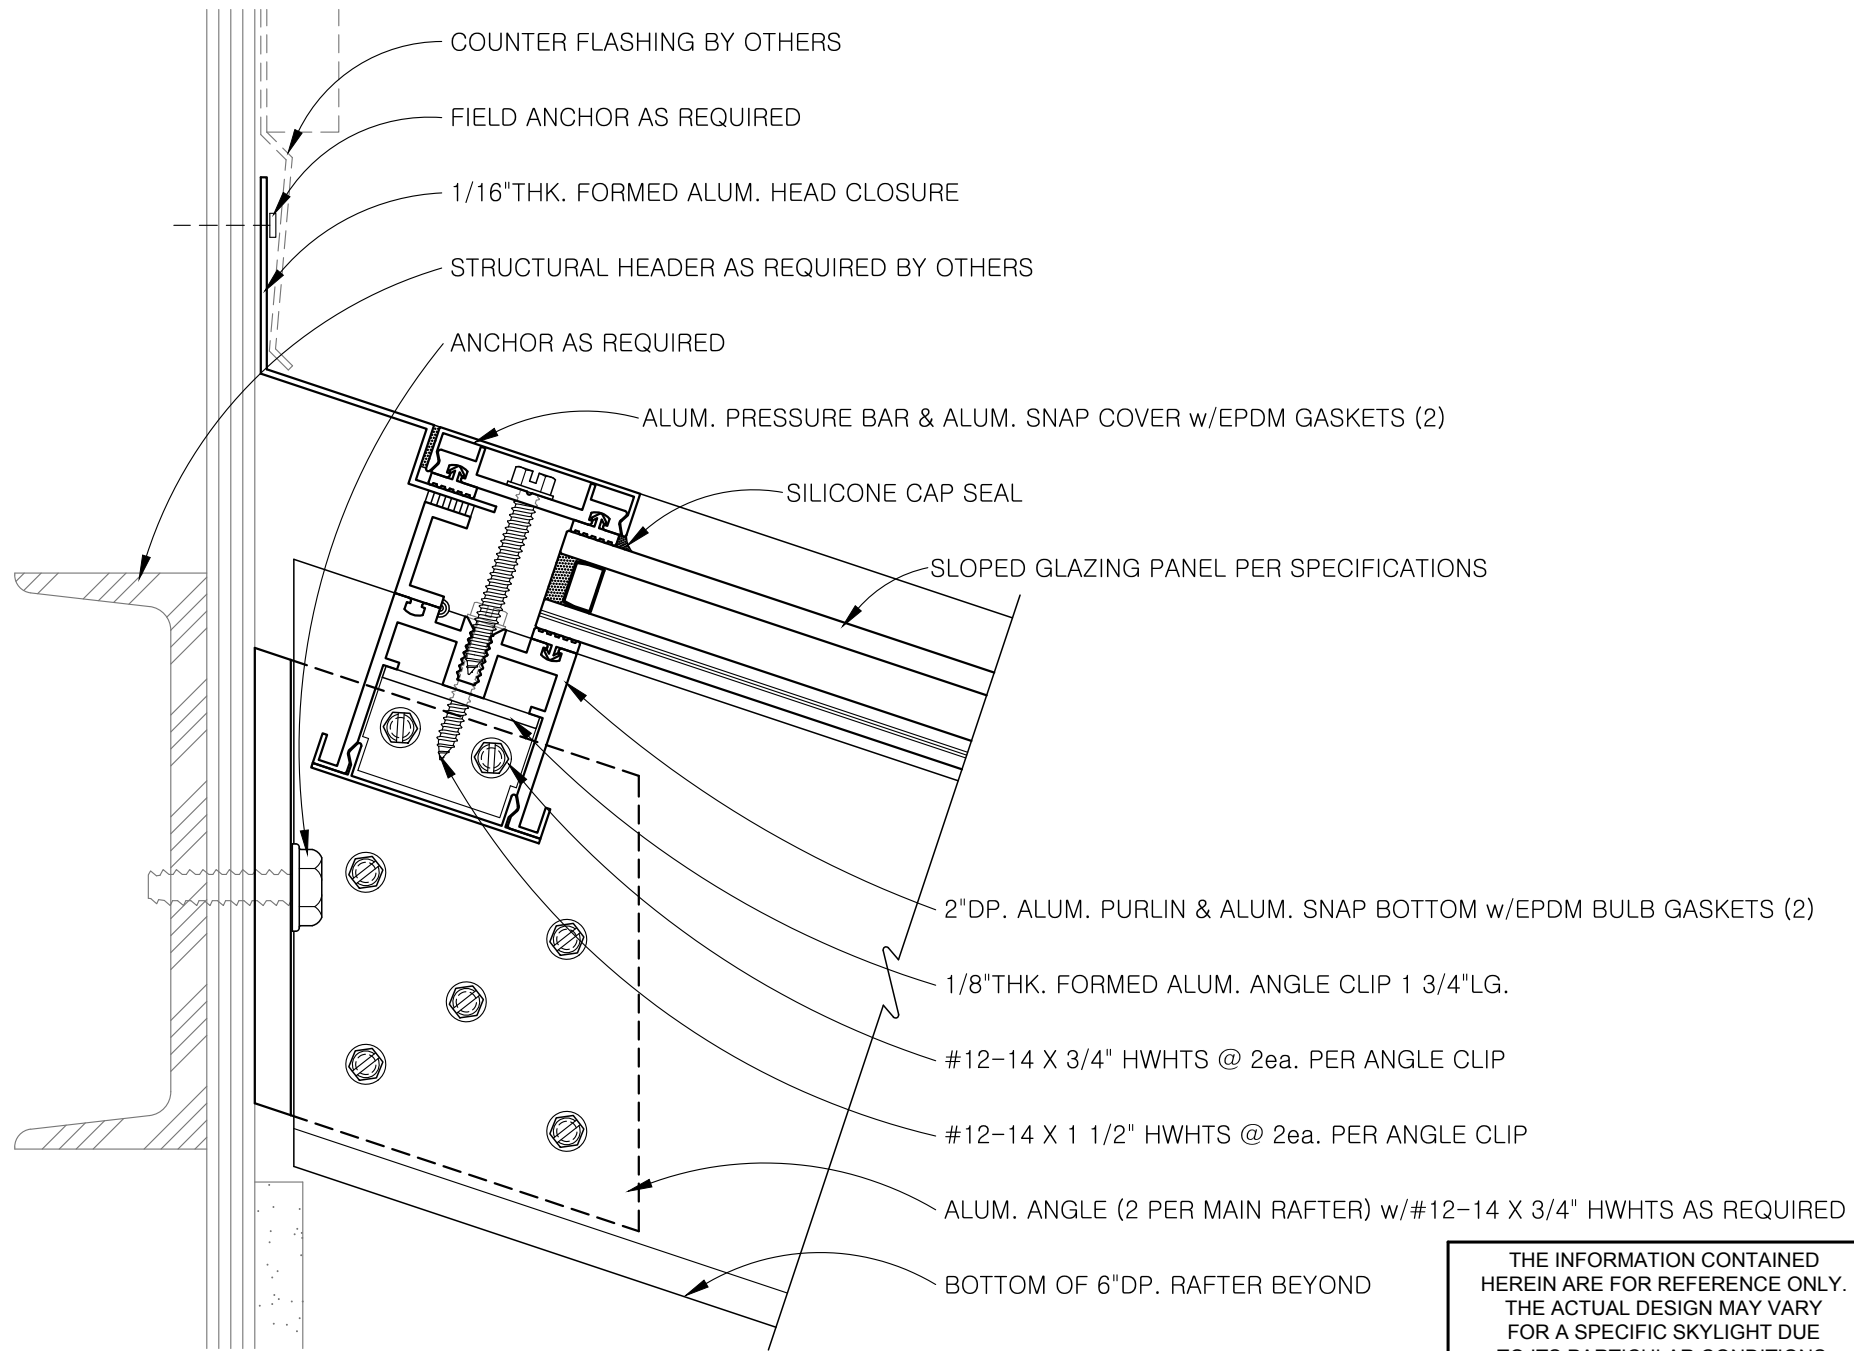 COUNTER FLASHING BY OTHERS
FIELD ANCHOR AS REQUIRED
1/16"THK. FORMED ALUM. HEAD CLOSURE
STRUCTURAL HEADER AS REQUIRED BY OTHERS
ANCHOR AS REQUIRED
ALUM. PRESSURE BAR & ALUM. SNAP COVER w/EPDM GASKETS (2)
SILICONE CAP SEAL
SLOPED GLAZING PANEL PER SPECIFICATIONS
2"DP. ALUM. PURLIN & ALUM. SNAP BOTTOM w/EPDM BULB GASKETS (2)
1/8"THK. FORMED ALUM. ANGLE CLIP 1 3/4"LG.
#12-14 X 3/4" HWHTS @ 2ea. PER ANGLE CLIP
#12-14 X 1 1/2" HWHTS @ 2ea. PER ANGLE CLIP
ALUM. ANGLE (2 PER MAIN RAFTER) w/#12-14 X 3/4" HWHTS AS REQUIRED
BOTTOM OF 6"DP. RAFTER BEYOND
THE INFORMATION CONTAINED
HEREIN ARE FOR REFERENCE ONLY.
THE ACTUAL DESIGN MAY VARY
FOR A SPECIFIC SKYLIGHT DUE
TO ITS PARTICULAR CONDITIONS